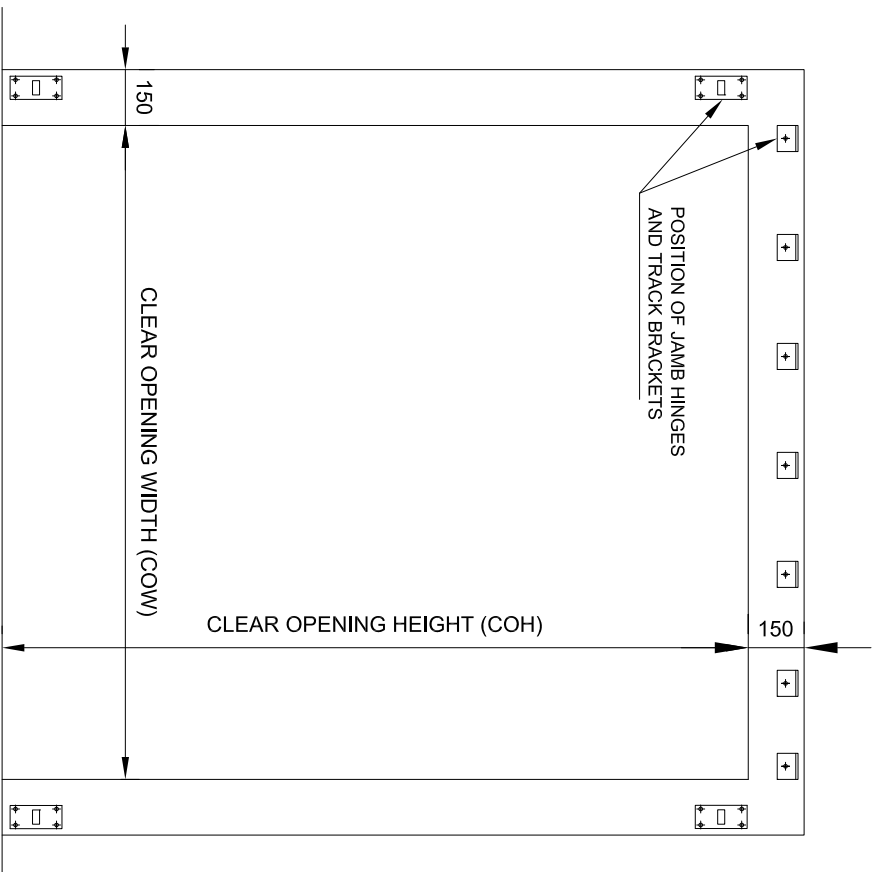 150
POSITION OF JAMB HINGES
AND TRACK BRACKETS
CLEAR OPENING WIDTH (COW)
CLEAR OPENING HEIGHT (COH)
150